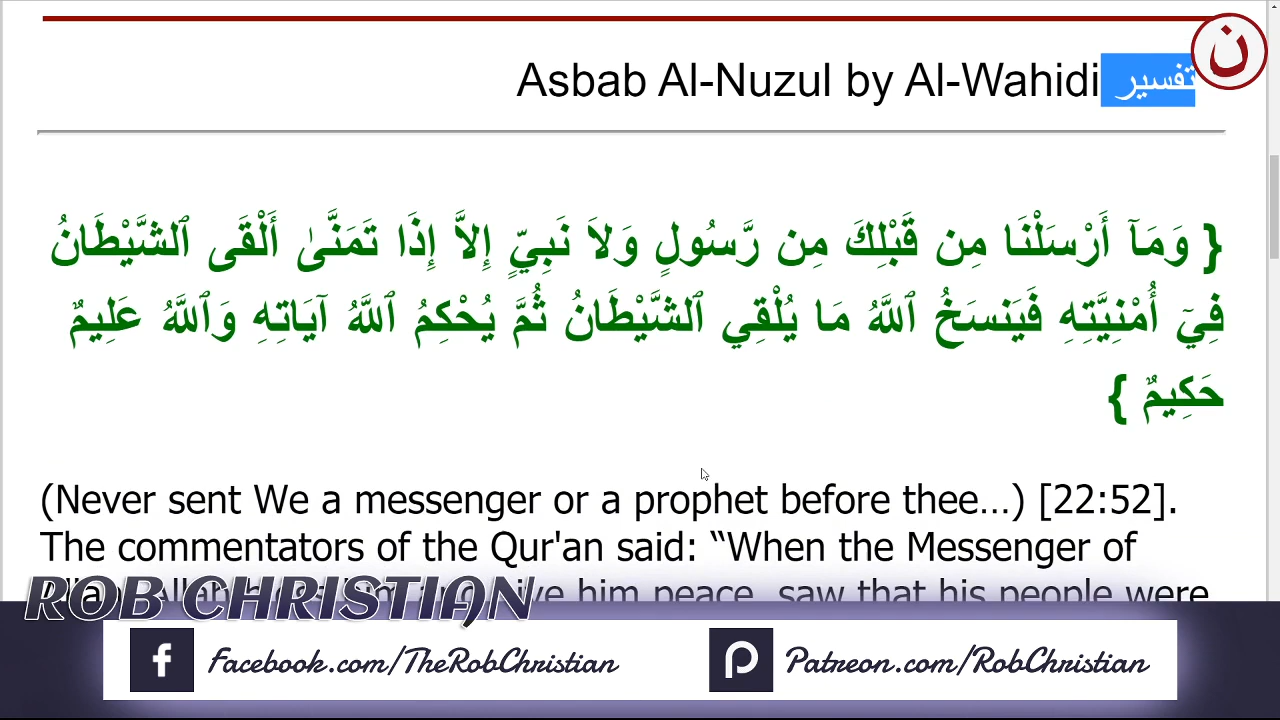 Asbab Al-Nuzul by Al-Wahidi تفسير
ن
{ وَمَآ أَرْسَلْنَا مِن قَبْلِكَ مِن رَّسُولٍ وَلاَ نَبِيٍّ إِلاَّ إِذَا تَمَنَّىٰ أَلْقَى ٱلشَّيْطَانُ
فِيۤ أُمْنِيَّتِهِ فَيَنسَخُ ٱللَّهُ مَا يُلْقِي ٱلشَّيْطَانُ ثُمَّ يُحْكِمُ ٱللَّهُ آيَاتِهِ وَٱللَّهُ عَلِيمٌ
حَكِيمٌ }
(Never sent We a messenger or a prophet before thee…) [22:52].
The commentators of the Qur'an said: “When the Messenger of
him peace, saw that his people were
ROB CHRISTIAN
Facebook.com/TheRobChristian
Patreon.com/RobChristian